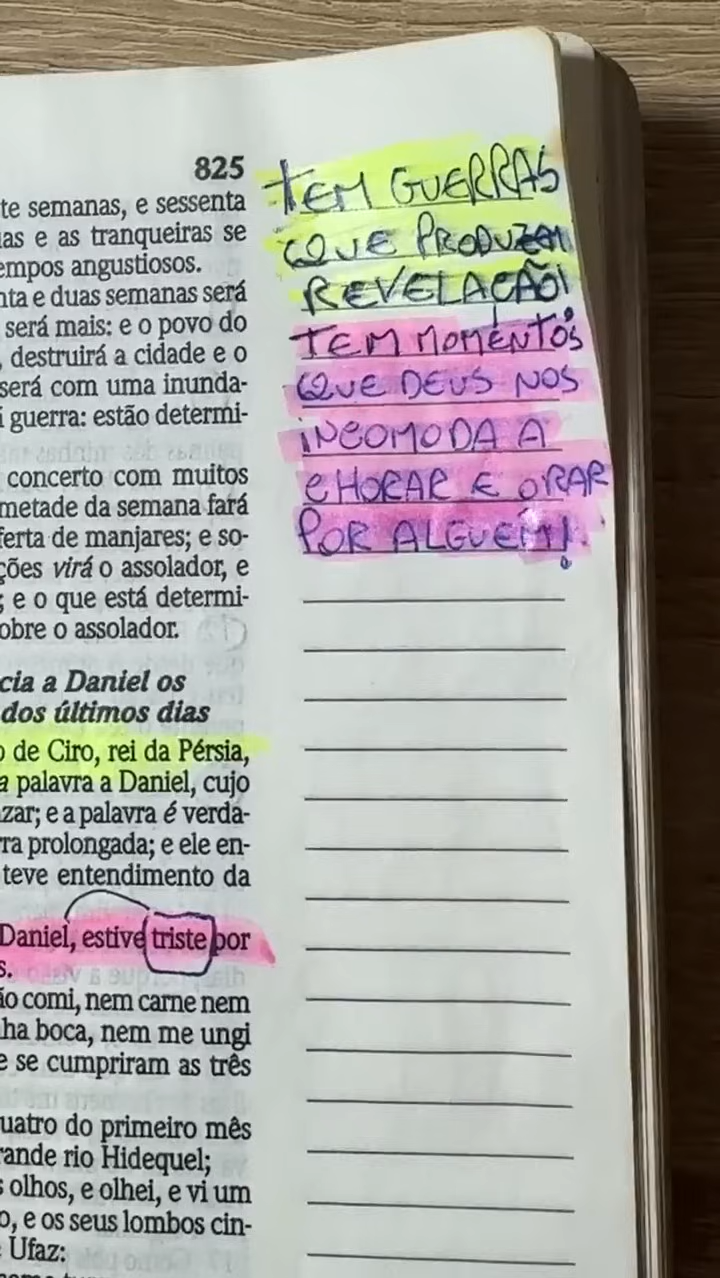 825
te semanas, e sessenta
as e as tranqueiras se
empos angustiosos.
nta e duas semanas será
será mais: e o povo do
, destruirá a cidade e o
será com uma inunda-
i guerra: estão determi-
concerto com muitos
metade da semana fará
ferta de manjares; e so-
ções virá o assolador, e
; e o que está determi-
obre o assolador.
cia a Daniel os
dos últimos dias
o de Ciro, rei da Pérsia,
a palavra a Daniel, cujo
zar; e a palavra é verda-
rra prolongada; e ele en-
teve entendimento da
Daniel, estive triste por
s.
ão comi, nem carne nem
ha boca, nem me ungi
e se cumpriram as três
uatro do primeiro mês
rande rio Hidequel;
s olhos, e olhei, e vi um
o, e os seus lombos cin-
Ufaz:
TEM GUERRAS
QUE PRODUZEM
REVELAÇÃO!
TEM MOMENTOS
QUE DEUS NOS
INCOMODA A
CHORAR E ORAR
POR ALGUÉM!